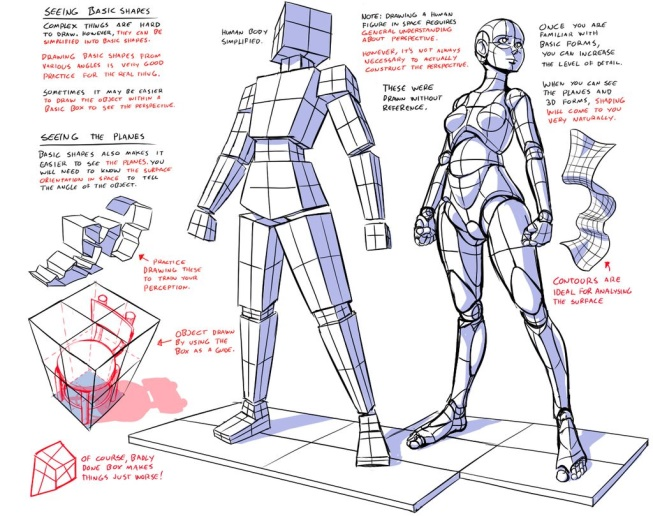 SEEING BASIC SHAPES
COMPLEX THINGS ARE HARD
TO DRAW. HOWEVER, THEY CAN BE
SIMPLIFIED INTO BASIC SHAPES.
DRAWING BASIC SHAPES FROM
VARIOUS ANGLES IS VERY GOOD
PRACTICE FOR THE REAL THING.
SOMETIMES IT MAY BE EASIER
TO DRAW THE OBJECT WITHIN A
BASIC BOX TO SEE THE PERSPECTIVE.
SEEING THE PLANES
BASIC SHAPES ALSO MAKES IT
EASIER TO SEE THE PLANES. YOU
WILL NEED TO KNOW THE SURFACE
ORIENTATION IN SPACE TO TELL
THE ANGLE OF THE OBJECT.
PRACTICE
DRAWING THESE
TO TRAIN YOUR
PERCEPTION.
OBJECT DRAWN
BY USING THE
BOX AS A GUIDE.
OF COURSE, BADLY
DONE BOX MAKES
THINGS JUST WORSE!
HUMAN BODY
SIMPLIFIED.
NOTE: DRAWING A HUMAN
FIGURE IN SPACE REQUIRES
GENERAL UNDERSTANDING
ABOUT PERSPECTIVE.
HOWEVER, IT'S NOT ALWAYS
NECESSARY TO ACTUALLY
CONSTRUCT THE PERSPECTIVE.
THESE WERE
DRAWN WITHOUT
REFERENCE.
ONCE YOU ARE
FAMILIAR WITH
BASIC FORMS,
YOU CAN INCREASE
THE LEVEL OF DETAIL.
WHEN YOU CAN SEE
THE PLANES AND
3D FORMS, SHADING
WILL COME TO YOU
VERY NATURALLY.
CONTOURS ARE
IDEAL FOR ANALYSING
THE SURFACE